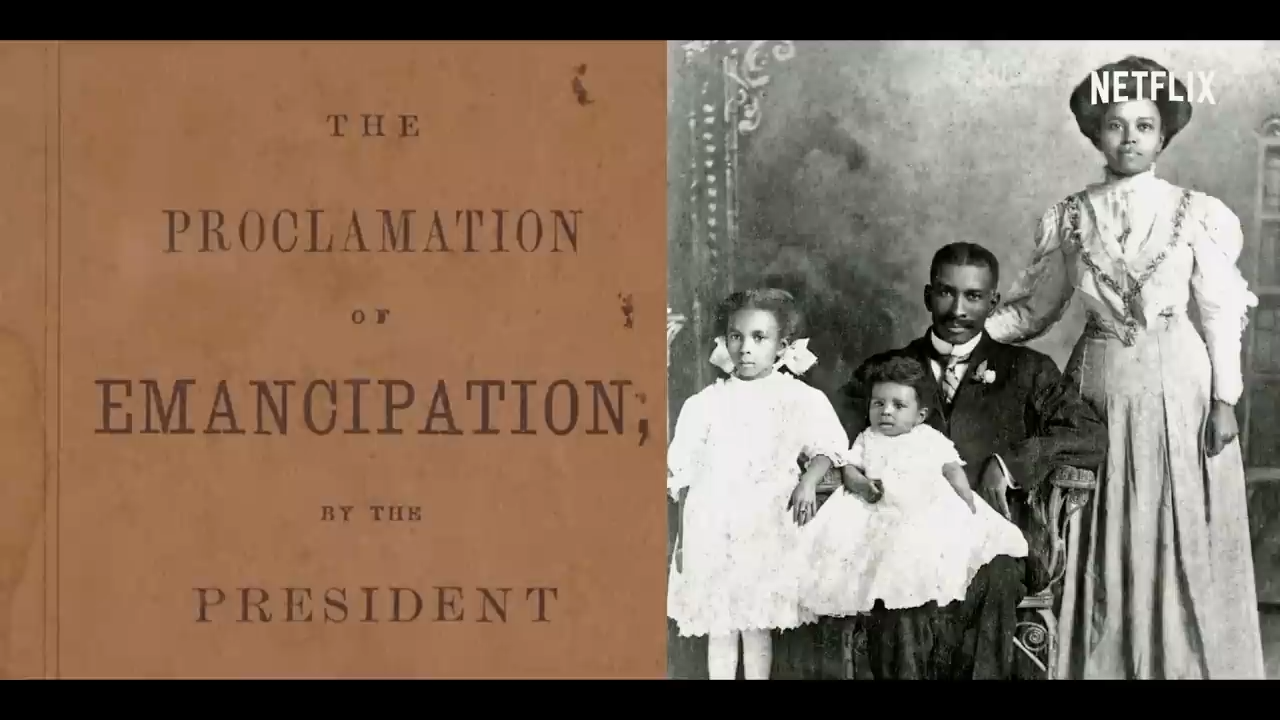 THE
PROCLAMATION
OF
EMANCIPATION;
BY THE
PRESIDENT
NETFLIX